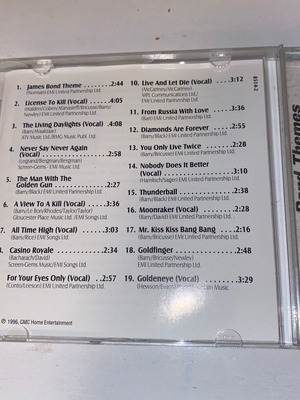 1. James Bond Theme . . 2:44
(Norman) EMI United Partnership Ltd.
2. License To Kill (Vocal) . . 4:05
Newley) EMI United Partnership Ltd.
3. The Living Daylights (Vocal) . 4:08
(Barry/Waaktaar)
ATV Music Ltd./BMG Music Publ. Ltd.
4. Never Say Never Again
(Vocal) . . . . . . . . . . 2:58
(Legrand/Bergman/Bergman)
Screen-Gems - EMI Music Ltd.
5. The Man With The
Golden Gun . . . . . . . . 2:27
(Barry/Black) EMI United Partnership Ltd.
6. A View To A Kill (Vocal) . . . 3:36
(Barry/Le Bon/Rhodes/Taylor/Taylor)
Gloucester Place Music Ltd. /EMI Songs Ltd.
7. All Time High (Vocal) . . . . 3:03
(Barry/Rice) EMI Songs Ltd.
Casino Royale . . . . . . . . 2:34
(Bacharach/David)
Screen-Gems Music/EMI Songs Ltd.
For Your Eyes Only (Vocal) . . 2:57
(Conti/Leeson) EMI United Partnership Ltd.
10. Live And Let Die (Vocal) . . . . 3:12
(McCartney/McCartney)
MPL Communications Ltd./
EMI United Partnership Ltd.
11. From Russia With Love . . . . . 3:36
(Bart) EMI United Partnership Ltd.
12. Diamonds Are Forever . . . . . 2:55
(Barry/Black) EMI United Partnership Ltd.
13. You Only Live Twice . . . . . . 2:28
(Barry/Bricusse) EMI United Partnership Ltd.
14. Nobody Does It Better
(Vocal) . . . . . . . . . . 3:10
(Hamlisch/Sager) EMI United Partnership Ltd.
15. Thunderball . . . . . . . . . 2:38
(Barry/Black) EMI United Partnership Ltd.
16. Moonraker (Vocal) . . . . . . 2:26
(Barry/David) EMI United Partnership Ltd.
17. Mr. Kiss Kiss Bang Bang . . . . 2:16
(Barry/Bricusse) EMI United Partnership Ltd.
18. Goldfinger . . . . . . . . . 2:48
(Barry/Bricusse/Newley)
EMI United Partnership Ltd.
19. Goldeneye (Vocal) . . . . . . 3:29
℗ 1996, CMC Home Entertainment